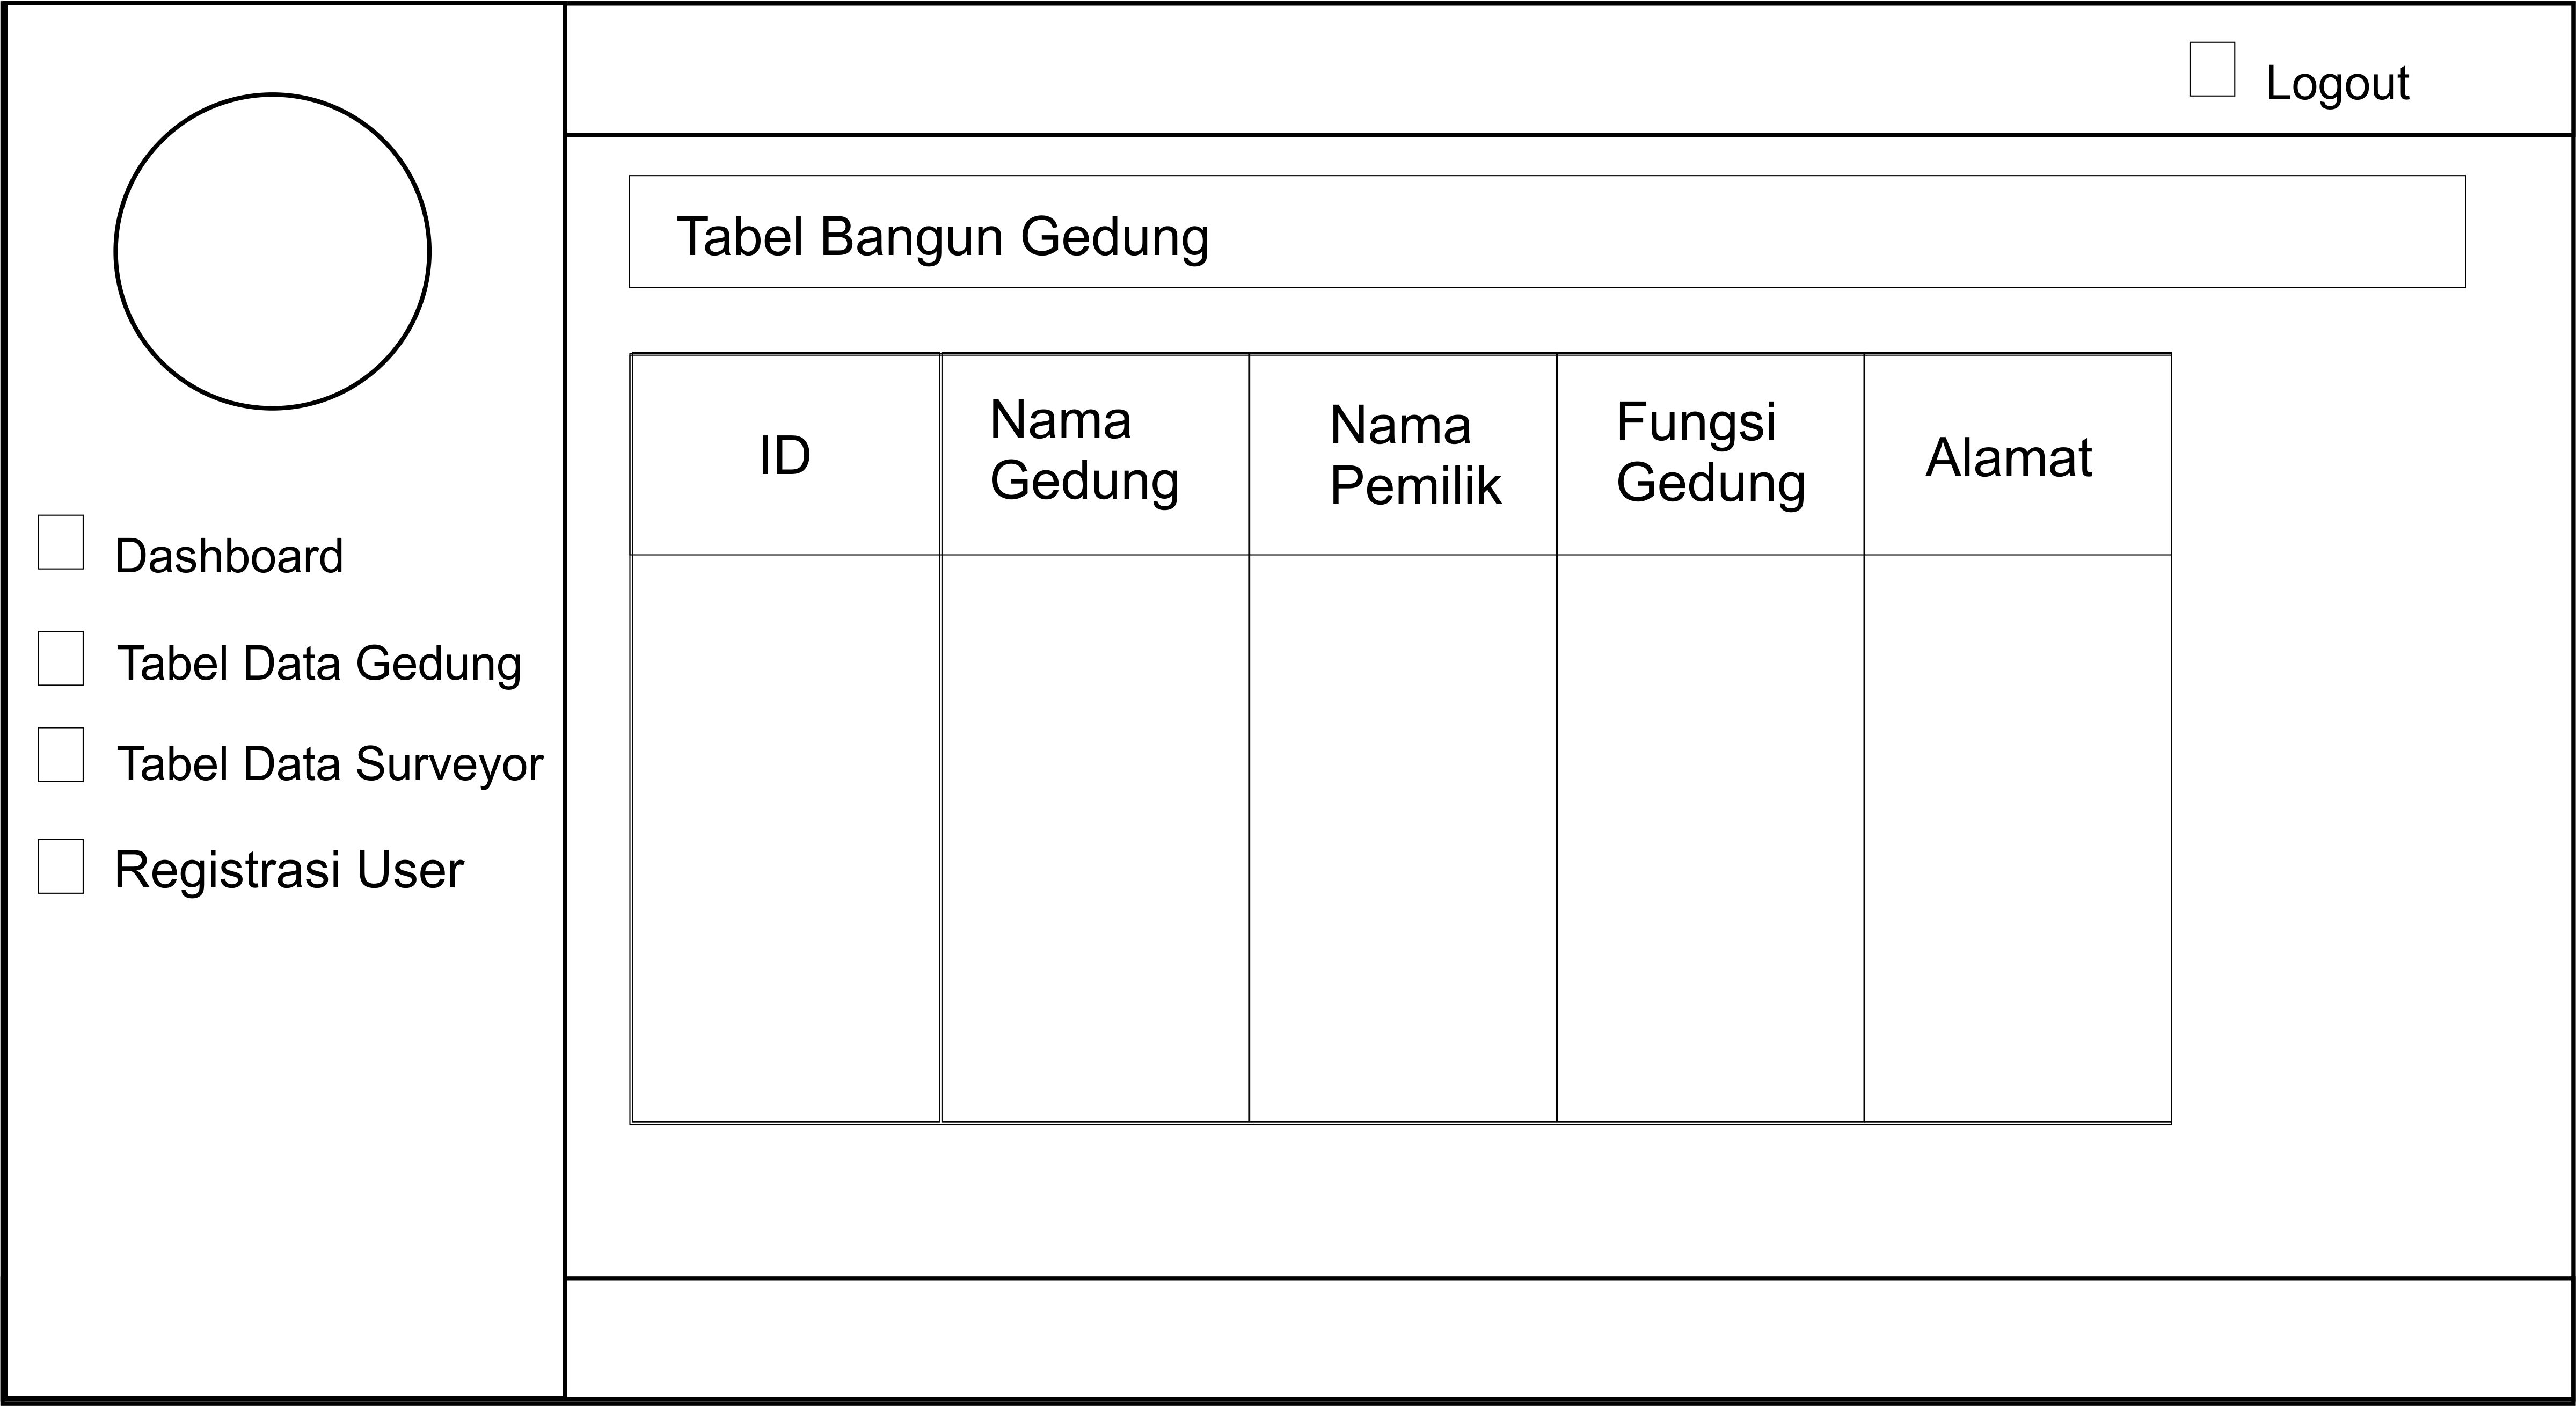 Logout
Dashboard
Tabel Data Gedung
Tabel Data Surveyor
Registrasi User
Tabel Bangun Gedung
ID
Nama
Gedung
Nama
Pemilik
Fungsi
Gedung
Alamat